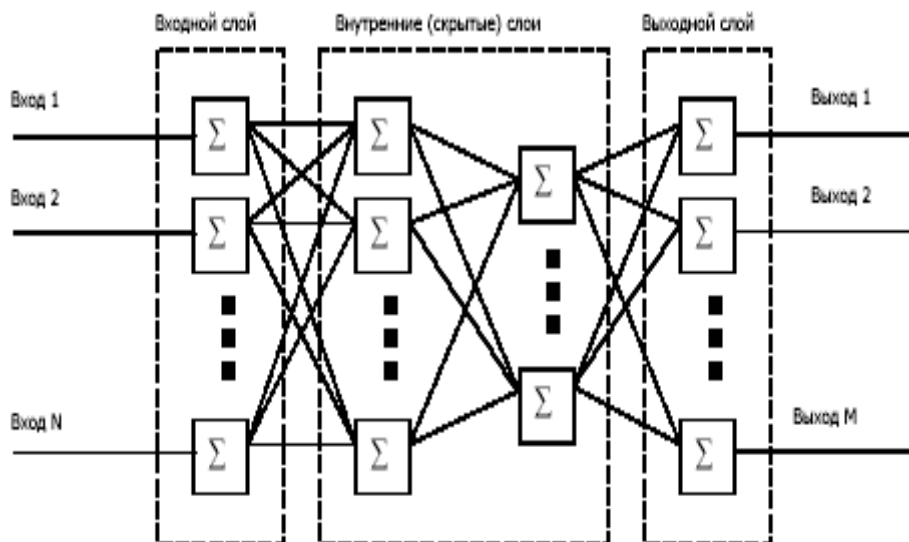 Входной слой
Внутренние (скрытые) слои
Выходной слой
Вход 1
Выход 1
Σ
Σ
Σ
Σ
Вход 2
Выход 2
Σ
Σ
Σ
Вход N
Выход M
Σ
Σ
Σ
Σ